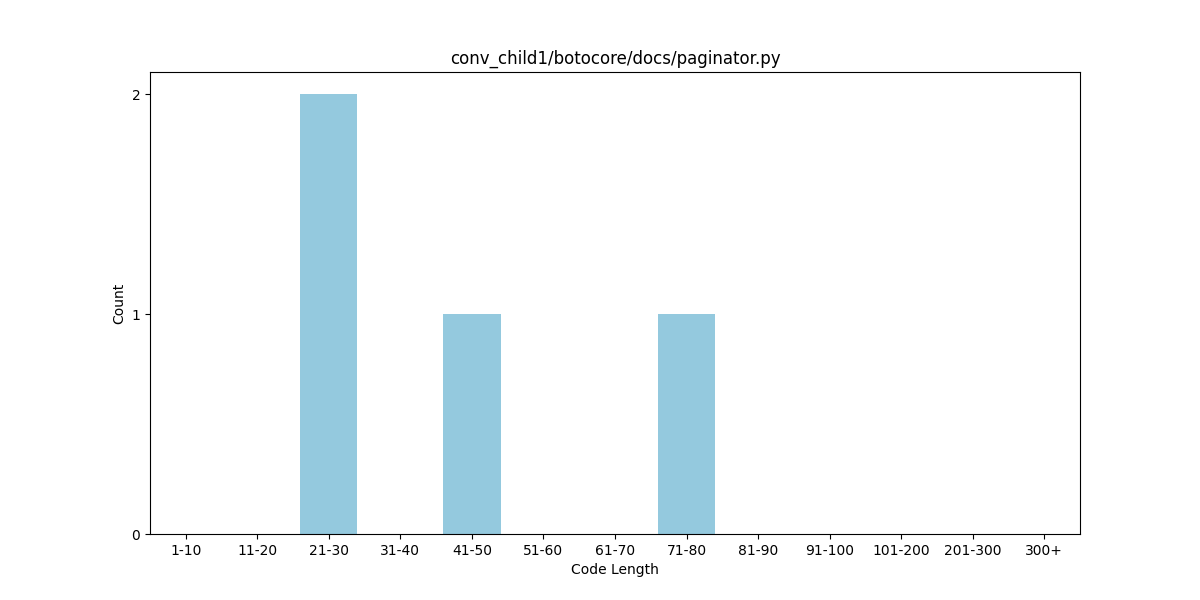 conv_child1/botocore/docs/paginator.py
2
1
0
Count
1-10 11-20 21-30 31-40 41-50 51-60 61-70 71-80 81-90 91-100 101-200 201-300 300+
Code Length